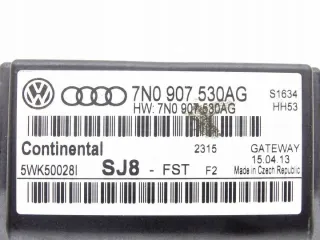 7N0 907 530AG S1634
HW: 7N0 907 530AG HH53
Continental 2315 GATEWAY
15.04.13
5WK50028I SJ8 - FST F2 Made in Czech Republic